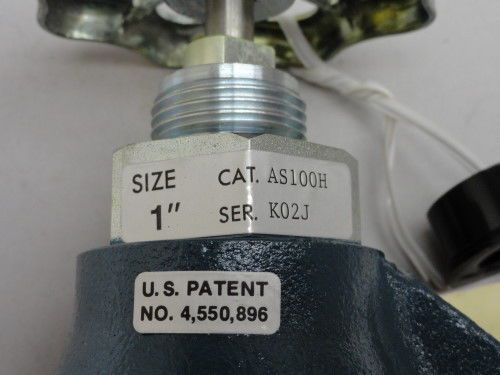 SIZE CAT. AS100H
1" SER. K02J
U.S. PATENT
NO. 4,550,896